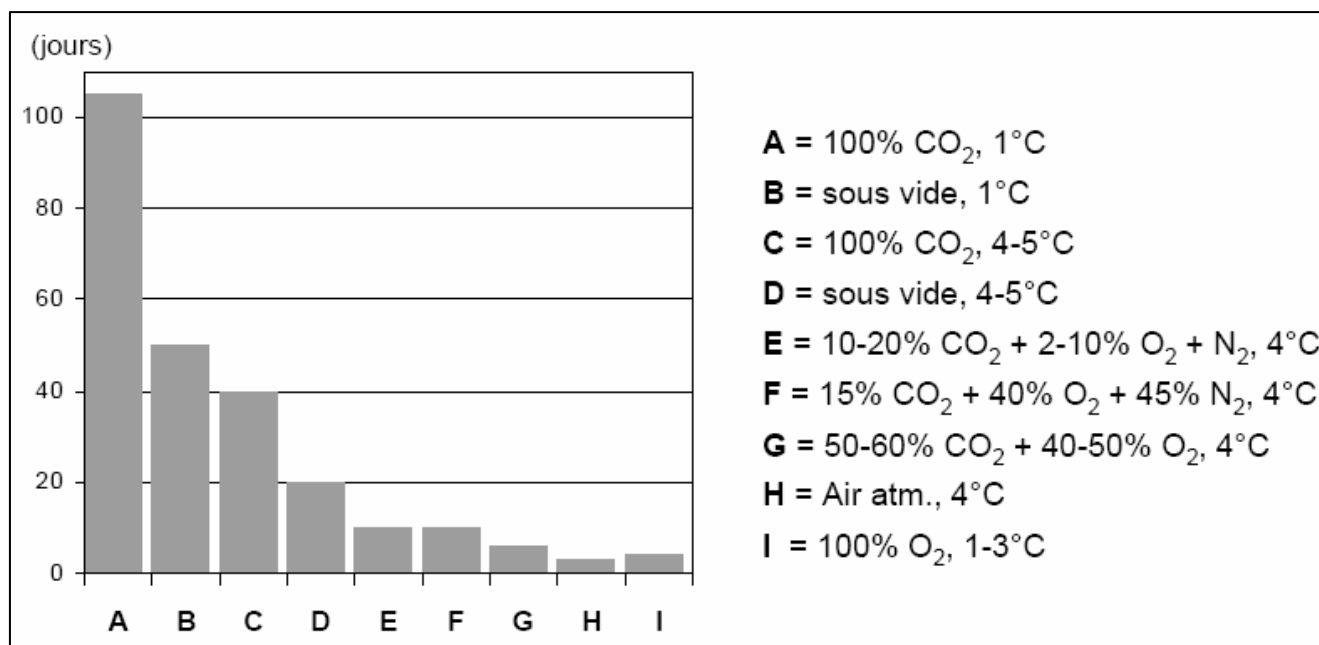 (jours)
100
80
60
40
20
0
A B C D E F G H I
A = 100% CO₂, 1°C
B = sous vide, 1°C
C = 100% CO₂, 4-5°C
D = sous vide, 4-5°C
E = 10-20% CO₂ + 2-10% O₂ + N₂, 4°C
F = 15% CO₂ + 40% O₂ + 45% N₂, 4°C
G = 50-60% CO₂ + 40-50% O₂, 4°C
H = Air atm., 4°C
I = 100% O₂, 1-3°C